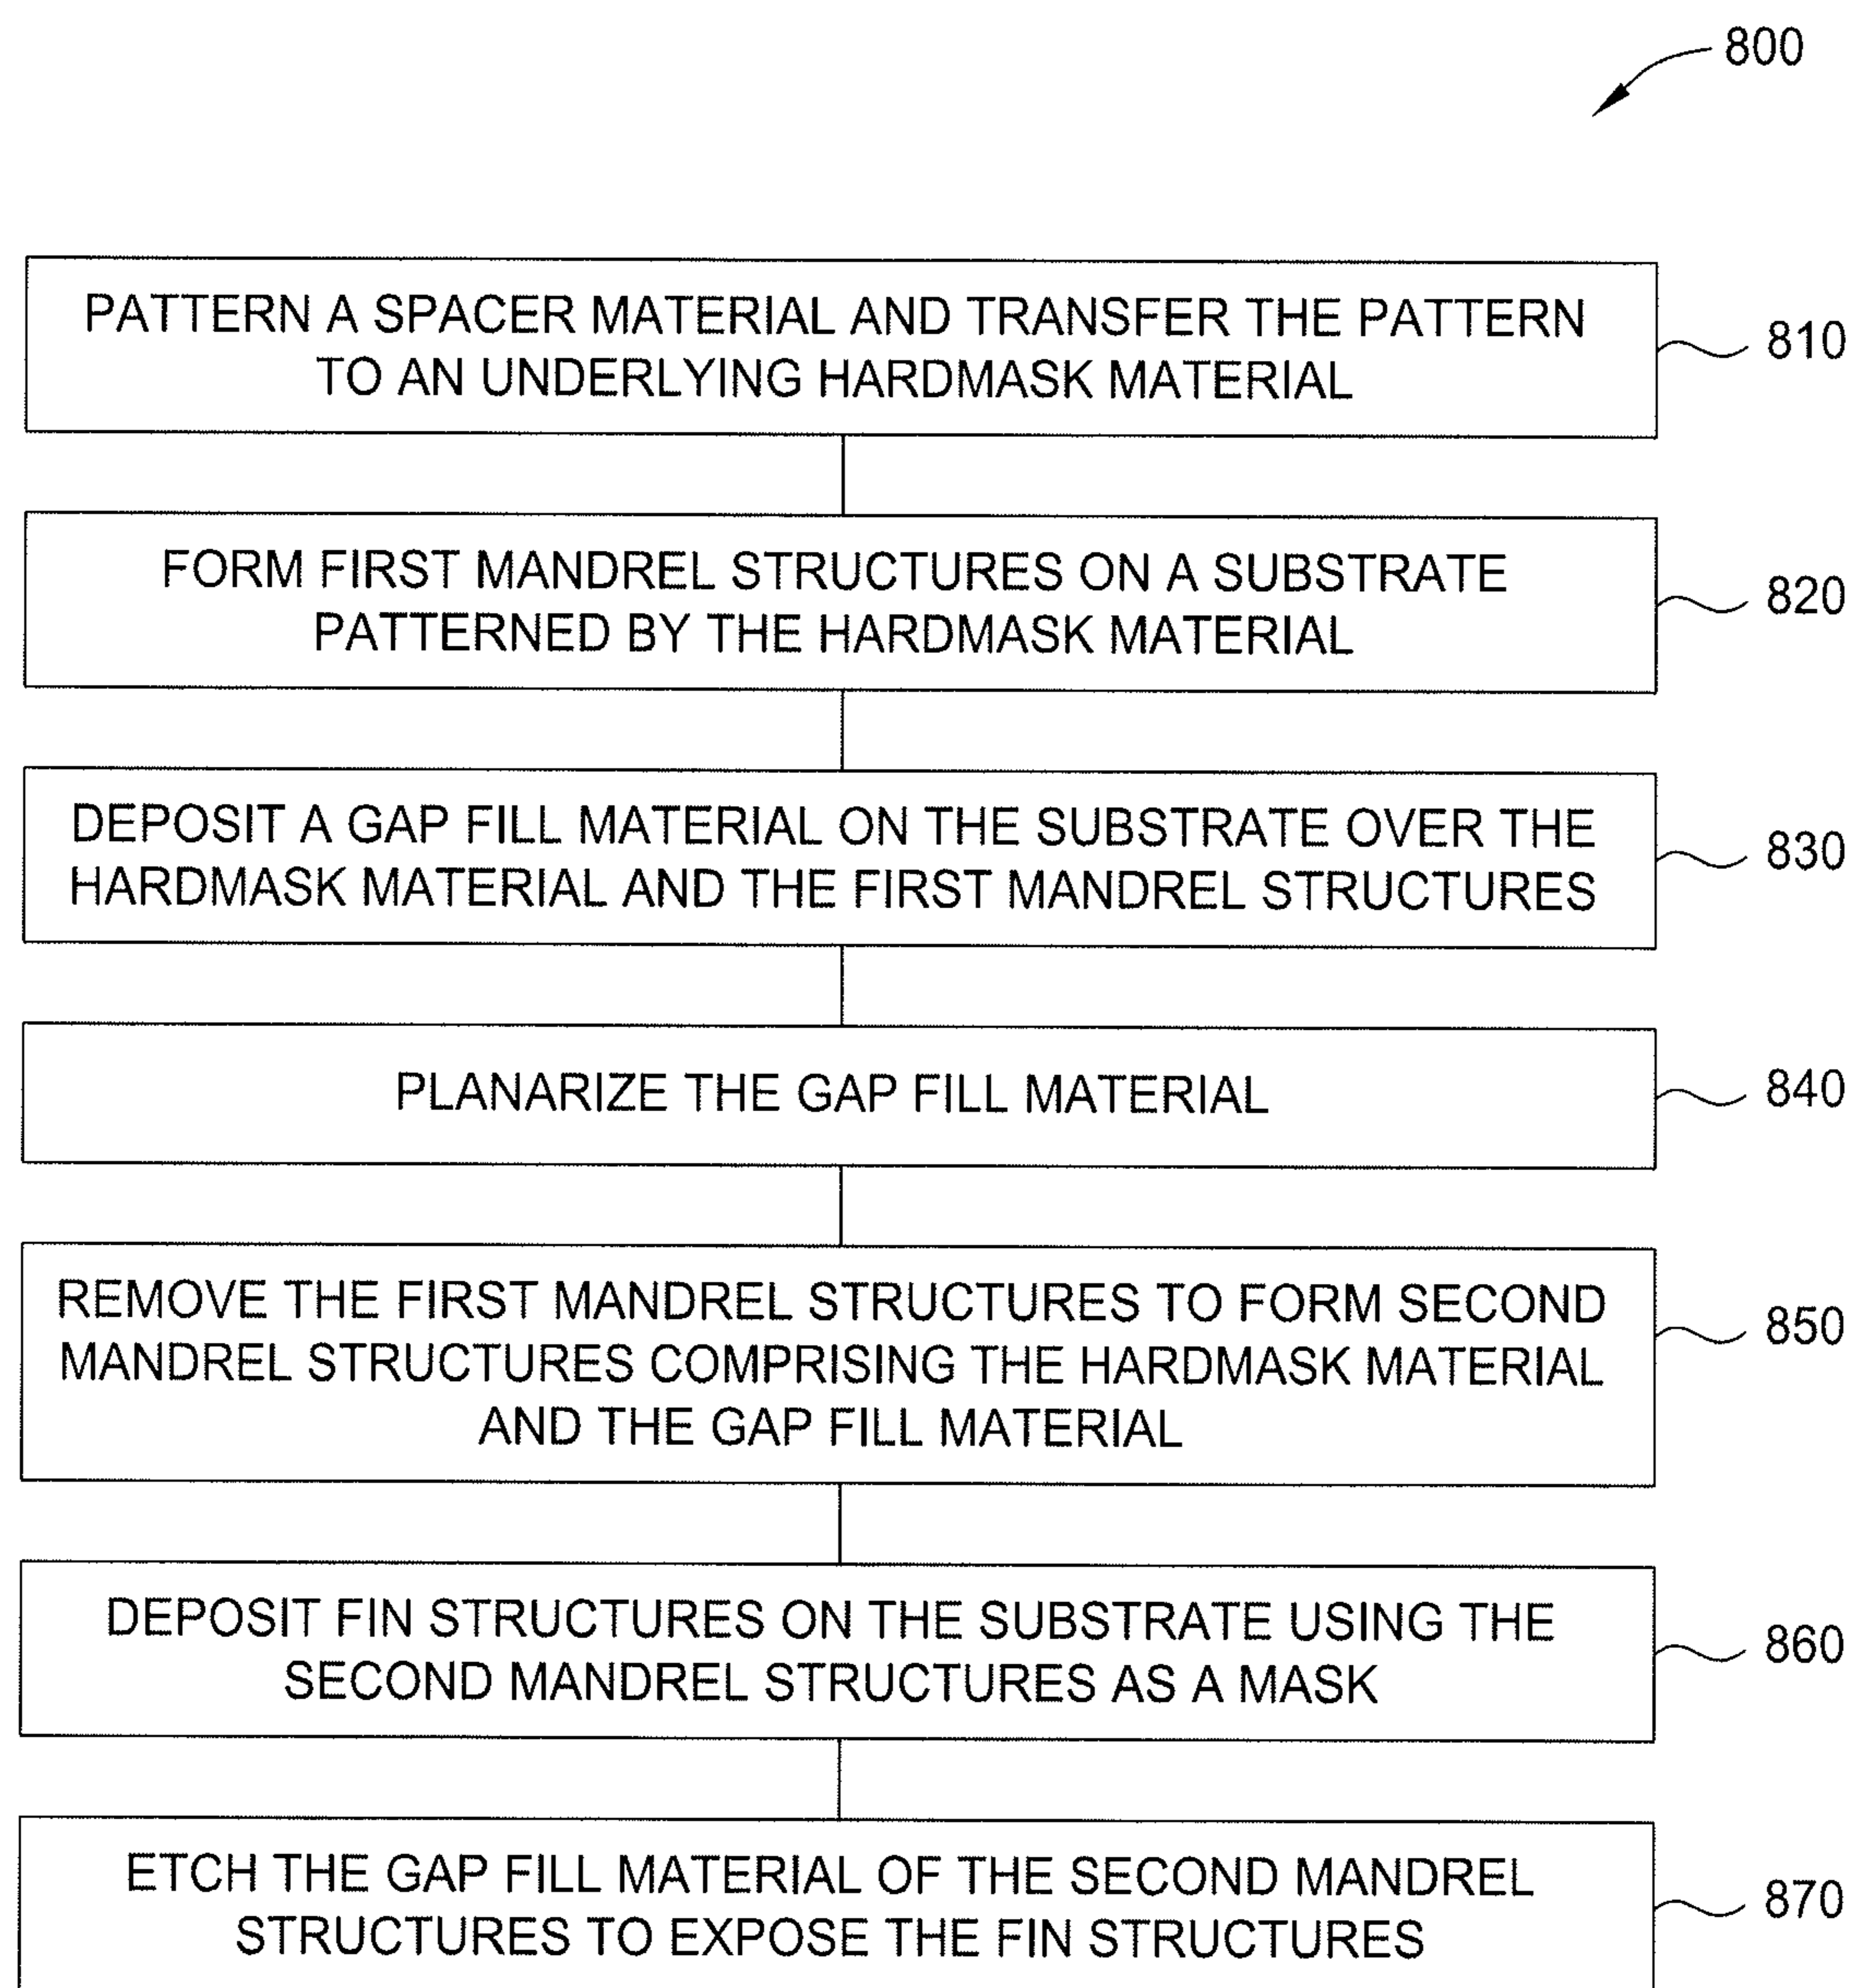 800
PATTERN A SPACER MATERIAL AND TRANSFER THE PATTERN
TO AN UNDERLYING HARDMASK MATERIAL
810
FORM FIRST MANDREL STRUCTURES ON A SUBSTRATE
PATTERNED BY THE HARDMASK MATERIAL
820
DEPOSIT A GAP FILL MATERIAL ON THE SUBSTRATE OVER THE
HARDMASK MATERIAL AND THE FIRST MANDREL STRUCTURES
830
PLANARIZE THE GAP FILL MATERIAL
840
REMOVE THE FIRST MANDREL STRUCTURES TO FORM SECOND
MANDREL STRUCTURES COMPRISING THE HARDMASK MATERIAL
AND THE GAP FILL MATERIAL
850
DEPOSIT FIN STRUCTURES ON THE SUBSTRATE USING THE
SECOND MANDREL STRUCTURES AS A MASK
860
ETCH THE GAP FILL MATERIAL OF THE SECOND MANDREL
STRUCTURES TO EXPOSE THE FIN STRUCTURES
870